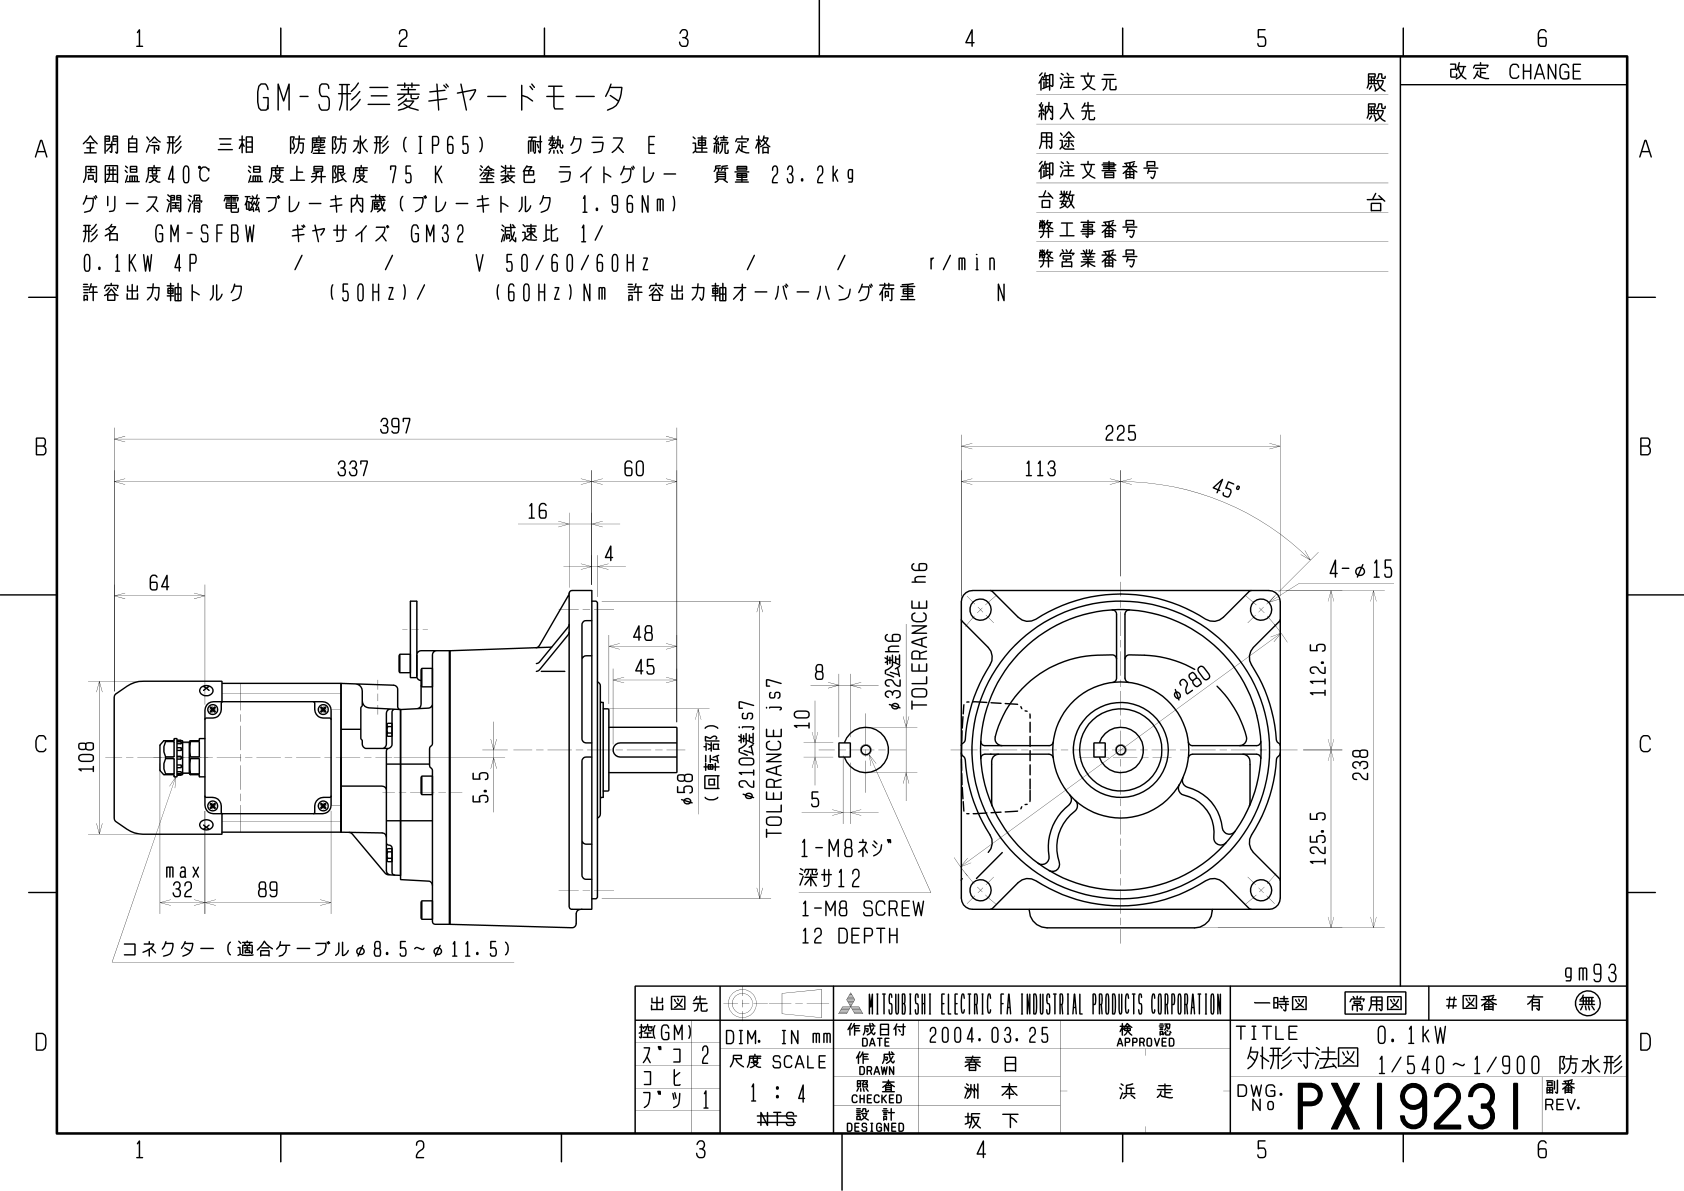 1 2 3 4 5 6
改定 CHANGE
GM-S形三菱ギヤードモータ
全閉自冷形 三相 防塵防水形(IP65) 耐熱クラス E 連続定格
周囲温度40℃ 温度上昇限度 75 K 塗装色 ライトグレー 質量 23.2kg
グリース潤滑 電磁ブレーキ内蔵(ブレーキトルク 1.96Nm)
形名 GM-SFBW ギヤサイズ GM32 減速比 1/
0.1KW 4P / / V 50/60/60Hz / / r/min
許容出力軸トルク (50Hz)/ (60Hz)Nm 許容出力軸オーバーハング荷重 N
御注文元 殿
納入先 殿
用途
御注文書番号
台数 台
弊工事番号
弊営業番号
A A
B B
C C
D D
397
337 60
16
4
64
48
45
108
5.5
φ58
(回転部)
φ210公差js7
TOLERANCE js7
max
32 89
コネクター(適合ケーブルφ8.5~φ11.5)
8
10
5
φ32公差h6
TOLERANCE h6
1-M8ネジ
深サ12
1-M8 SCREW
12 DEPTH
225
113
45°
4-φ15
φ280
112.5
125.5
238
gm93
出図先
控(GM)
ズコ 2
コピ
ブツ 1
DIM. IN mm
尺度 SCALE
1 : 4
NTS
MITSUBISHI ELECTRIC FA INDUSTRIAL PRODUCTS CORPORATION
作成日付
DATE
2004.03.25
検 認
APPROVED
作 成
DRAWN
春 日
照 査
CHECKED
洲 本
浜 走
設 計
DESIGNED
坂 下
一時図 常用図 #図番 有 無
TITLE
外形寸法図
0.1kW
1/540~1/900 防水形
DWG.
No
PX19231
副番
REV.
1 2 3 4 5 6